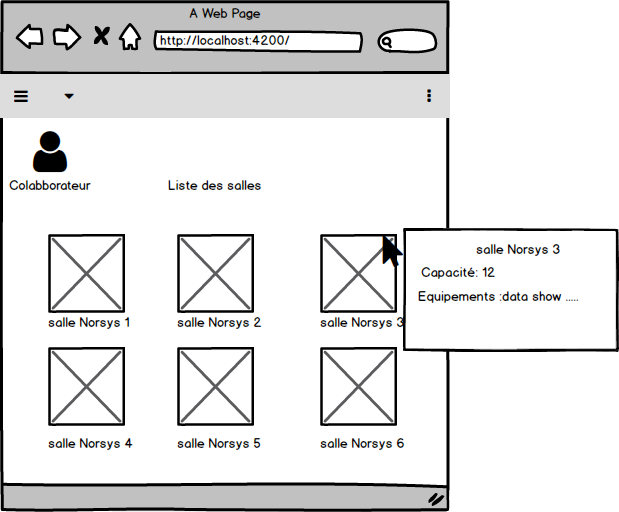 A Web Page
http://localhost:4200/
Colabborateur
Liste des salles
salle Norsys 1
salle Norsys 2
salle Norsys 3
salle Norsys 3
Capacité: 12
Equipements :data show .....
salle Norsys 4
salle Norsys 5
salle Norsys 6